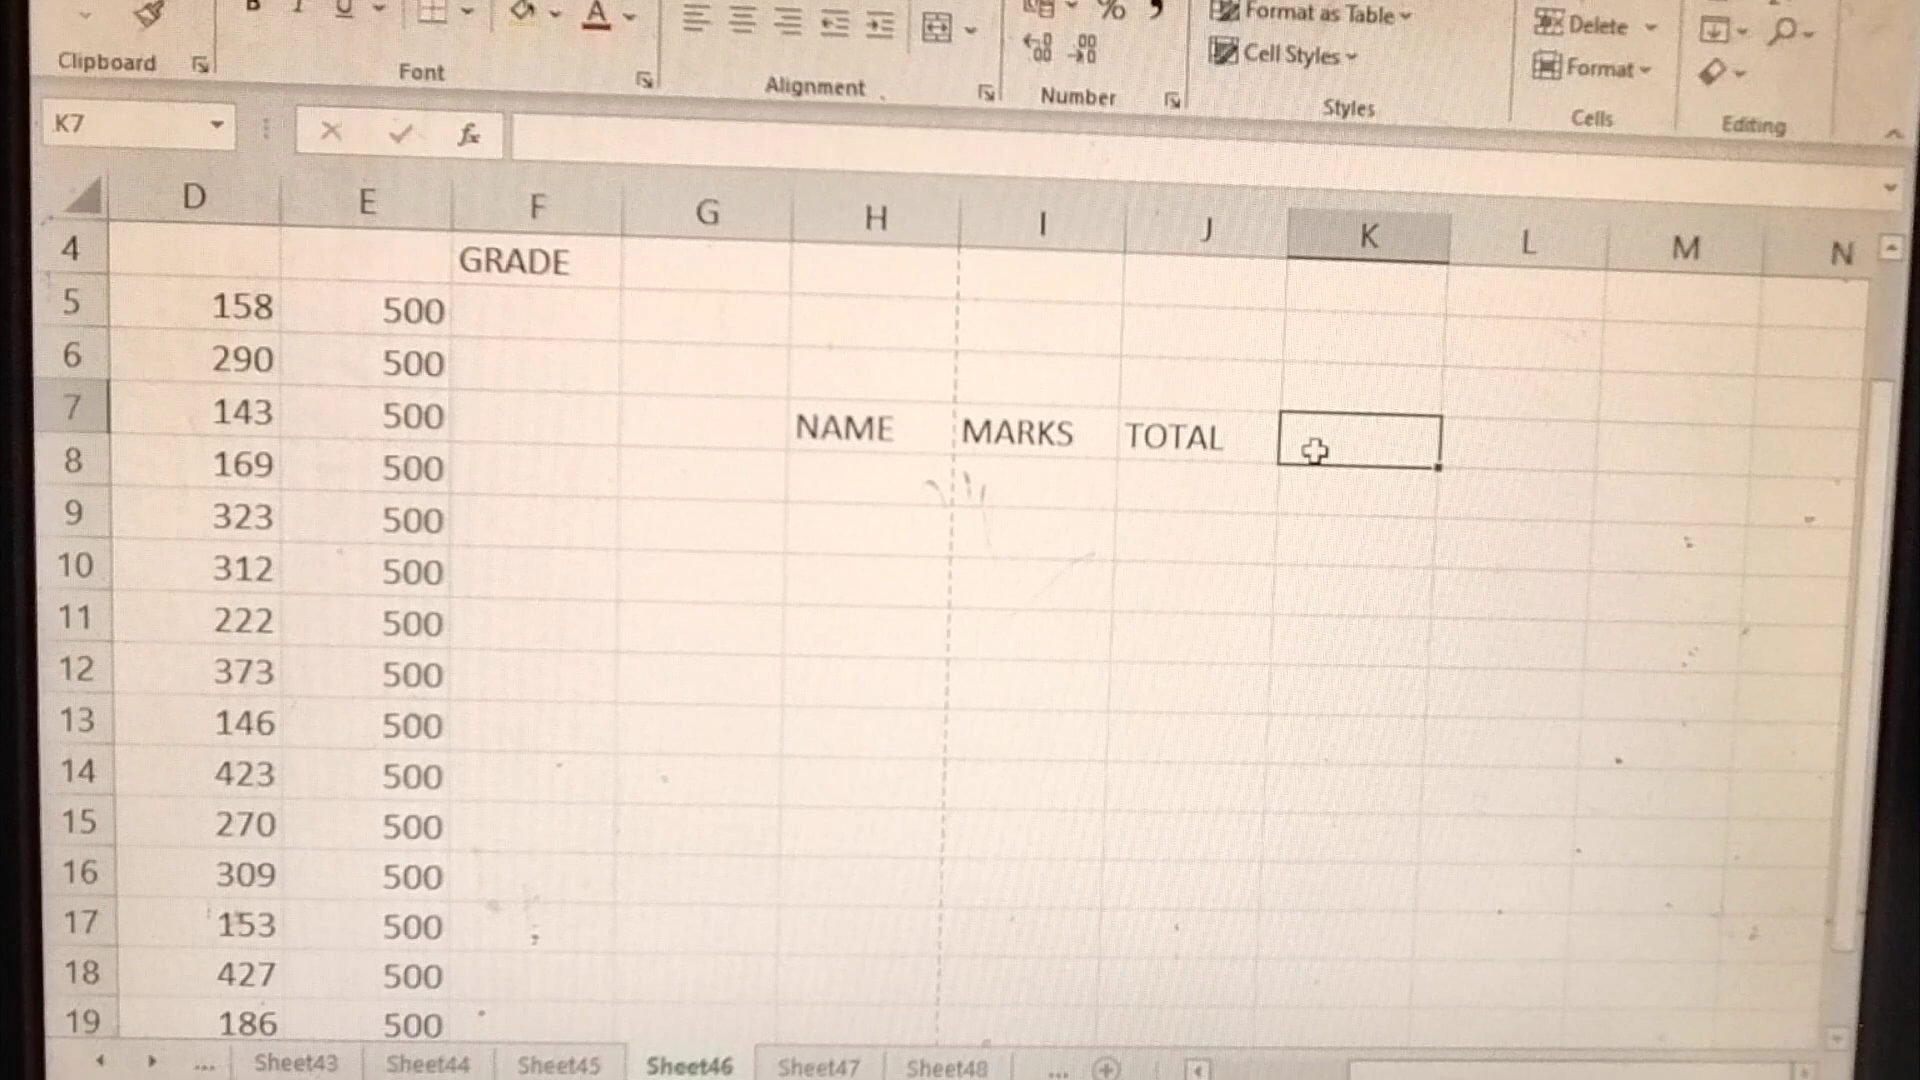 B I U A % , Format as Table Delete
Clipboard Font Alignment Number Cell Styles Styles Format Cells Editing
K7 fx
D E F G H I J K L M N
4 GRADE
5 158 500
6 290 500
7 143 500 NAME MARKS TOTAL
8 169 500
9 323 500
10 312 500
11 222 500
12 373 500
13 146 500
14 423 500
15 270 500
16 309 500
17 153 500
18 427 500
19 186 500
... Sheet43 Sheet44 Sheet45 Sheet46 Sheet47 Sheet48 ...